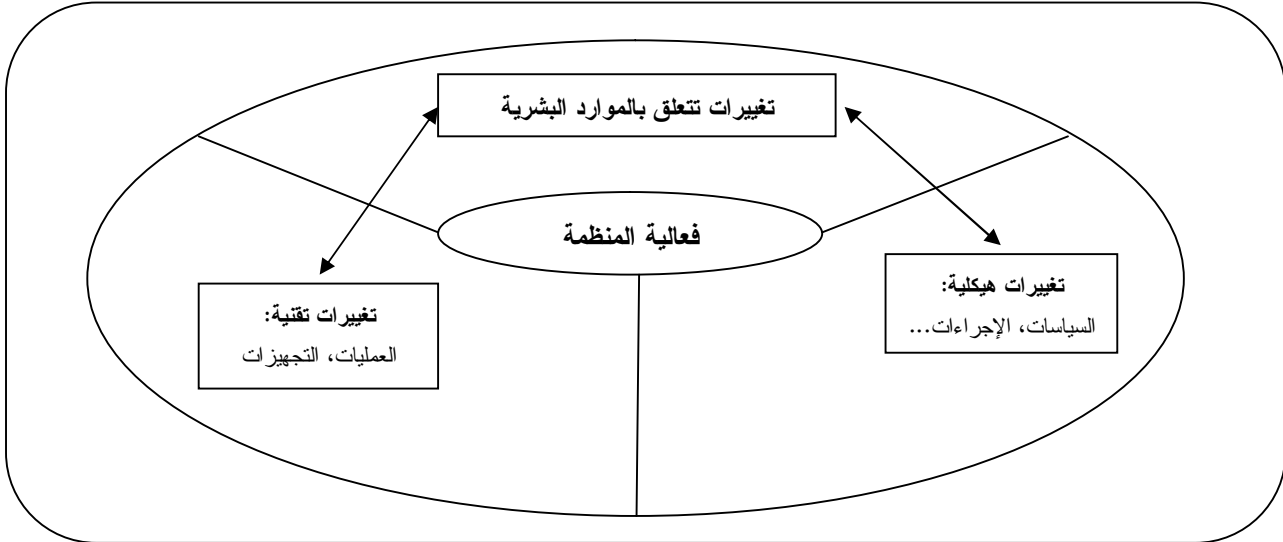 تغييرات تتعلق بالموارد البشرية
فعالية المنظمة
تغييرات هيكلية:
السياسات، الإجراءات...
تغييرات تقنية:
العمليات، التجهيزات